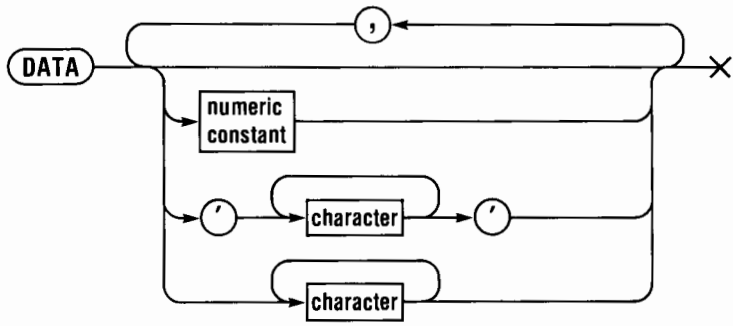 ,
DATA
numeric
constant
' character '
character